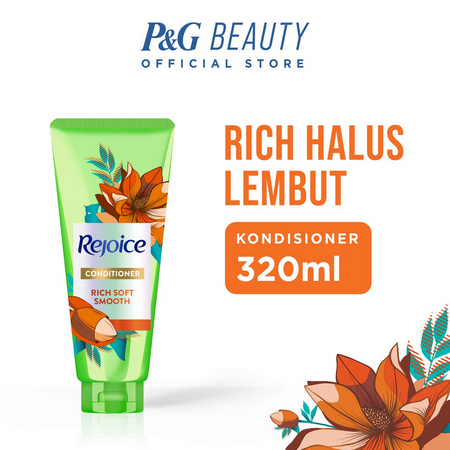 P&G BEAUTY
OFFICIAL STORE
RICH HALUS
LEMBUT
KONDISIONER
320ml
Rejoice
CONDITIONER
RICH SOFT
SMOOTH